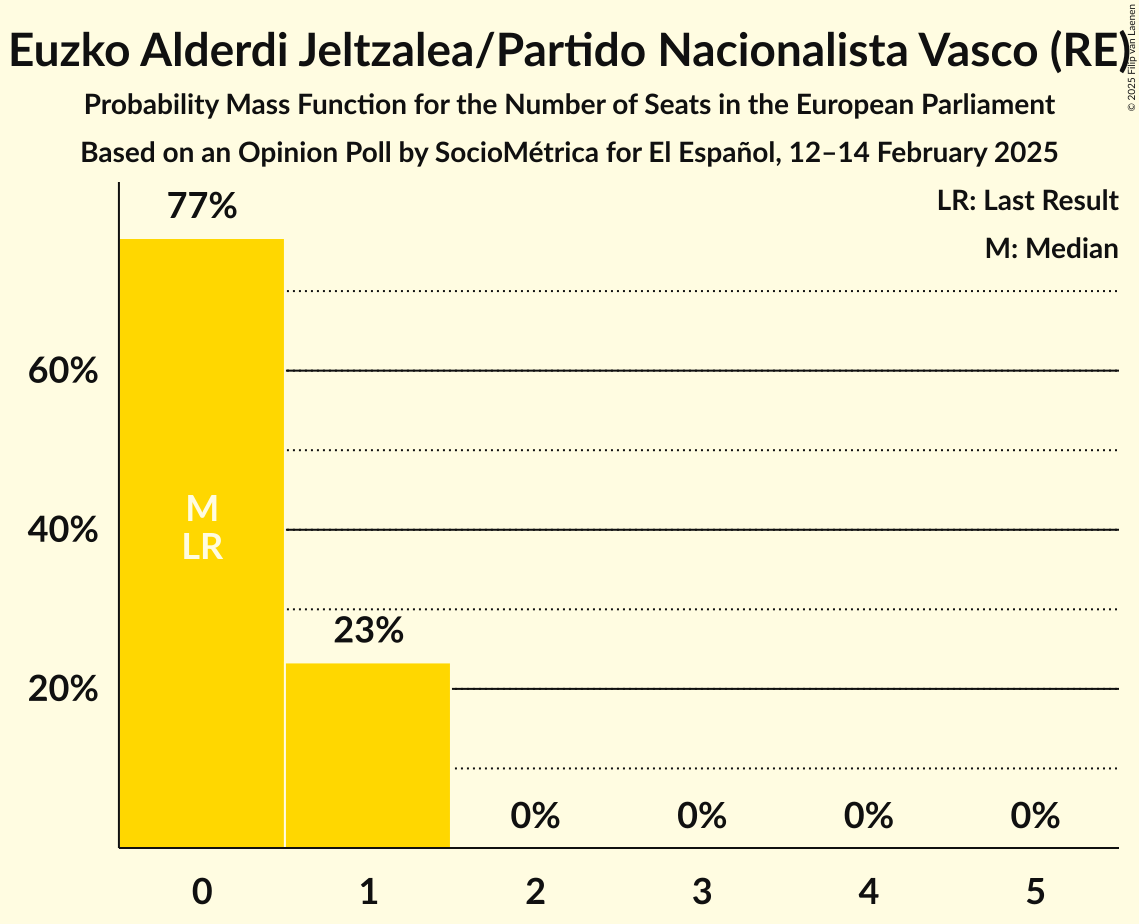 Euzko Alderdi Jeltzalea/Partido Nacionalista Vasco (RE)
Probability Mass Function for the Number of Seats in the European Parliament
Based on an Opinion Poll by SocioMétrica for El Español, 12–14 February 2025
© 2025 Filip van Laenen
LR: Last Result
M: Median
77%
60%
M
40%
LR
23%
20%
0% 0% 0% 0%
0 1 2 3 4 5